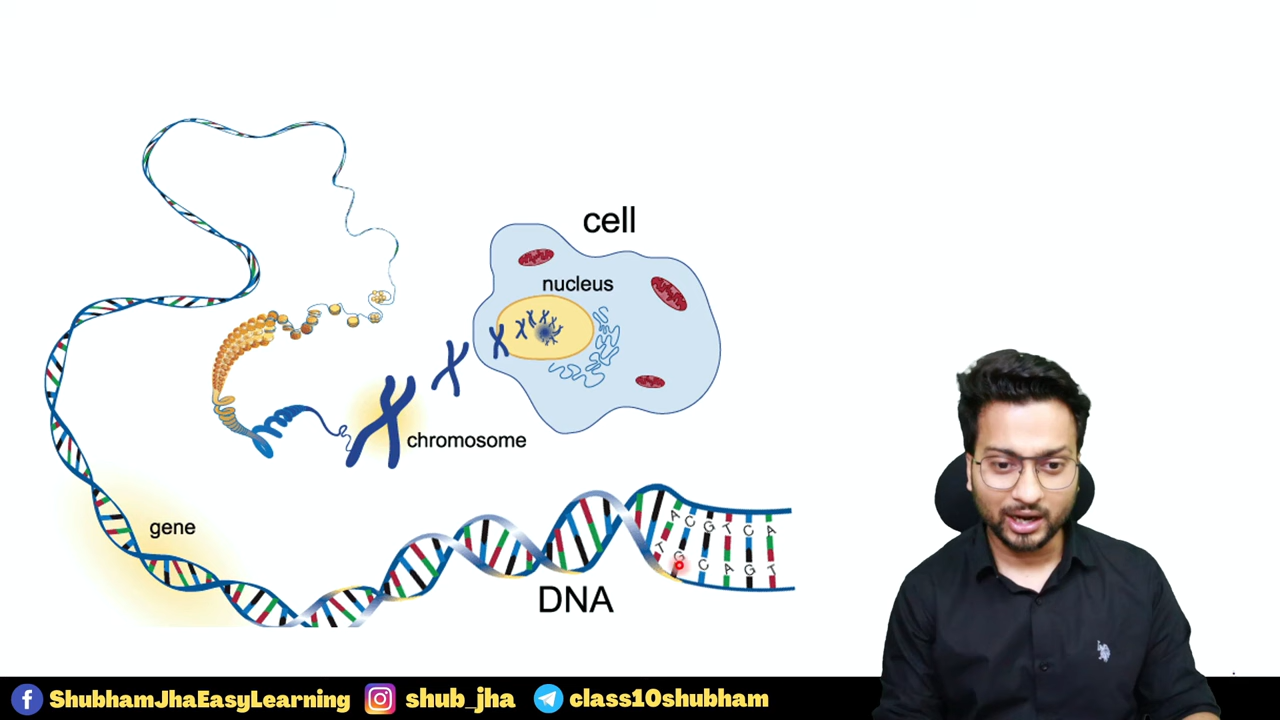 cell
nucleus
chromosome
gene
A C G T C A
T G C A G T
DNA
ShubhamJhaEasyLearning shub_jha class10shubham